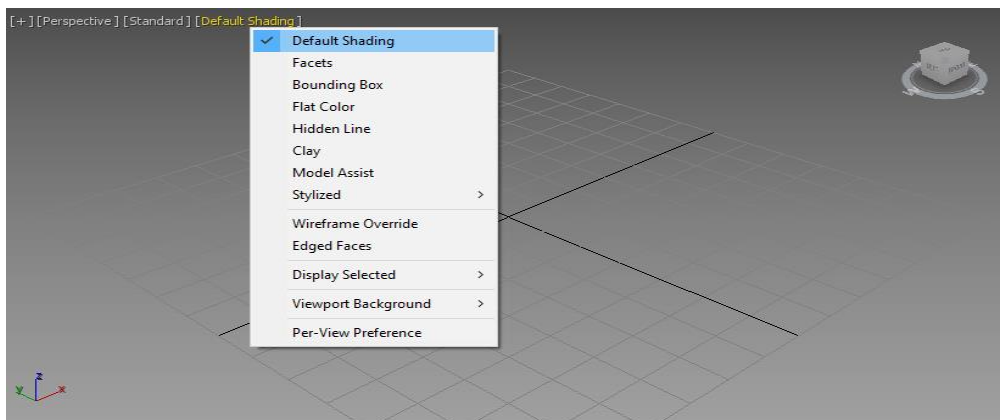 [+] [Perspective] [Standard] [Default Shading]
Default Shading
Facets
Bounding Box
Flat Color
Hidden Line
Clay
Model Assist
Stylized
Wireframe Override
Edged Faces
Display Selected
Viewport Background
Per-View Preference
z
y
x